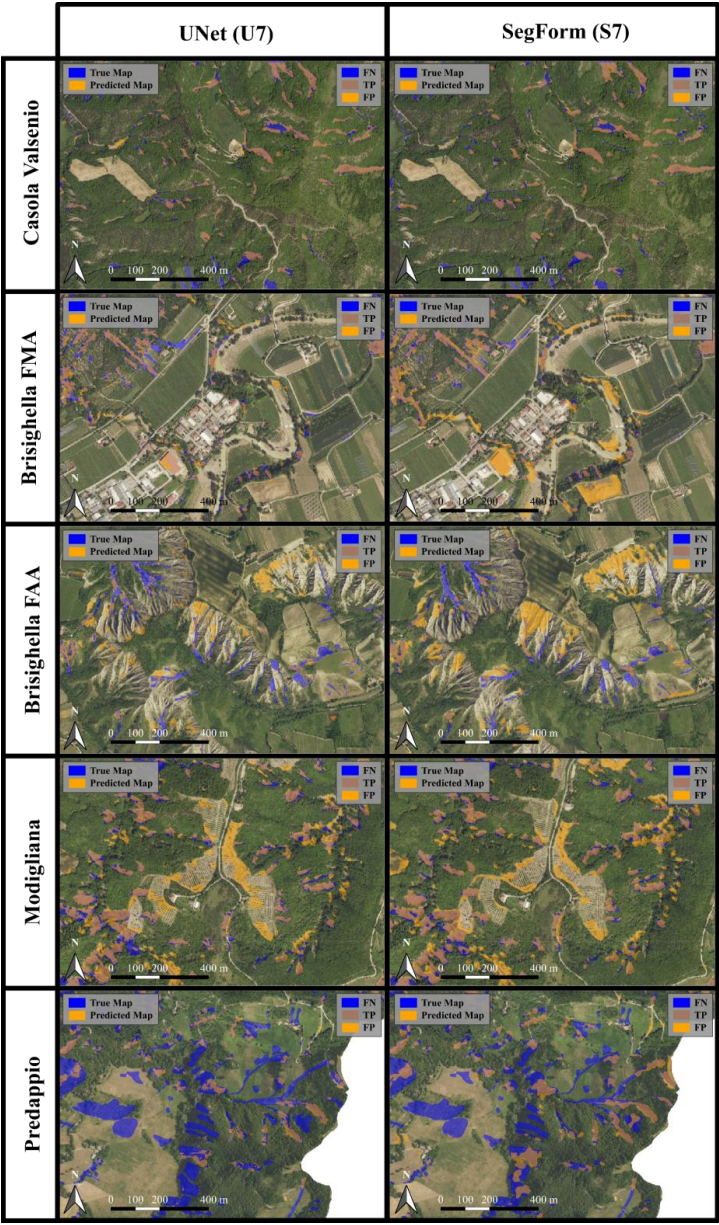 UNet (U7)
SegForm (S7)
Casola Valsenio
True Map
Predicted Map
FN
TP
FP
N
0 100 200 400 m
True Map
Predicted Map
FN
TP
FP
N
0 100 200 400 m
Brisighella FMA
True Map
Predicted Map
FN
TP
FP
N
0 100 200 400 m
True Map
Predicted Map
FN
TP
FP
N
0 100 200 400 m
Brisighella FAA
True Map
Predicted Map
FN
TP
FP
N
0 100 200 400 m
True Map
Predicted Map
FN
TP
FP
N
0 100 200 400 m
Modigliana
True Map
Predicted Map
FN
TP
FP
N
0 100 200 400 m
True Map
Predicted Map
FN
TP
FP
N
0 100 200 400 m
Predappio
True Map
Predicted Map
FN
TP
FP
N
0 100 200 400 m
True Map
Predicted Map
FN
TP
FP
N
0 100 200 400 m